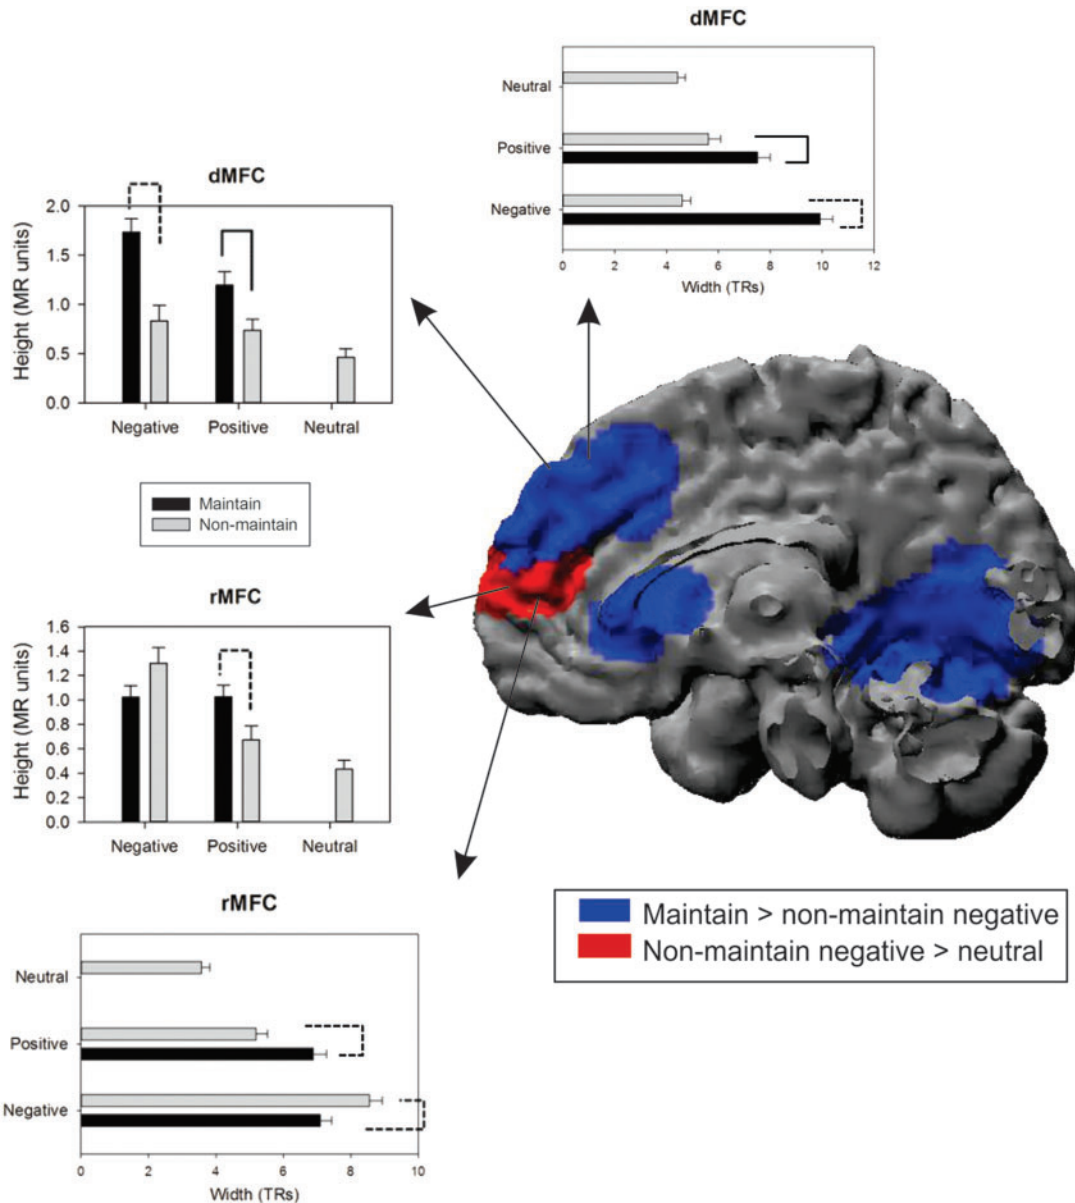 dMFC
Neutral
Positive
Negative
0 2 4 6 8 10 12
Width (TRs)
dMFC
Height (MR units)
2.0
1.5
1.0
0.5
0.0
Negative Positive Neutral
Maintain
Non-maintain
rMFC
Height (MR units)
1.6
1.4
1.2
1.0
0.8
0.6
0.4
0.2
0.0
Negative Positive Neutral
rMFC
Neutral
Positive
Negative
0 2 4 6 8 10
Width (TRs)
Maintain > non-maintain negative
Non-maintain negative > neutral